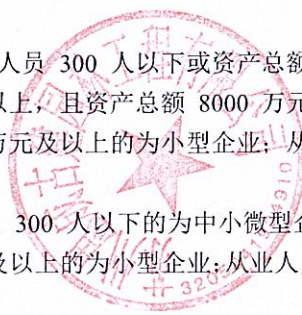 人员 300 人以下或资产总额
以上，且资产总额 8000 万元
万元及以上的为小型企业；从
300 人以下的为中小微型企
及以上的为小型企业；从业人员